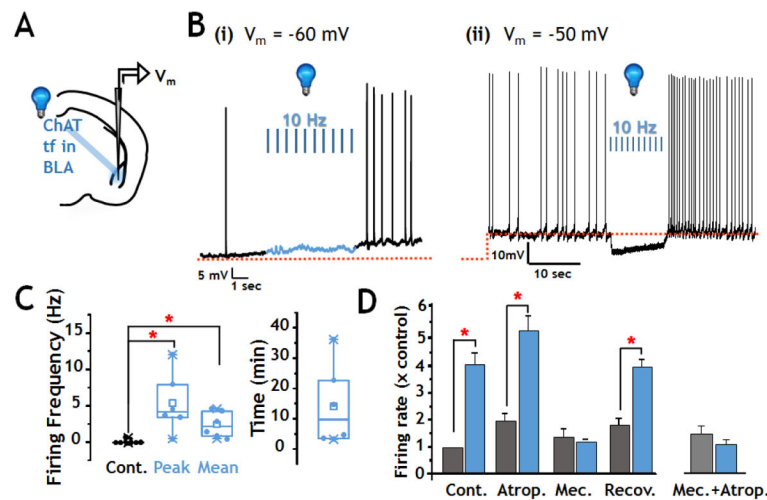 A
Vm
ChAT
tf in
BLA
B
(i) Vm = -60 mV
10 Hz
5 mV
1 sec
(ii) Vm = -50 mV
10 Hz
10mV
10 sec
C
Firing Frequency (Hz)
15
10
5
0
Cont. Peak Mean
*
*
Time (min)
40
30
20
10
0
D
Firing rate (x control)
6
5
4
3
2
1
0
*
*
*
Cont. Atrop. Mec. Recov. Mec.+Atrop.